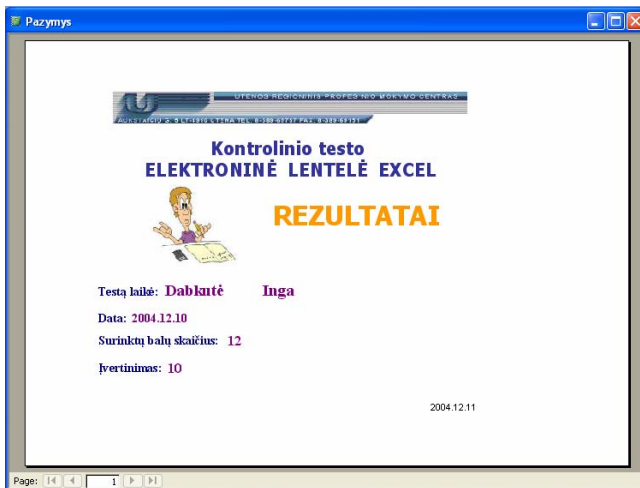 Pazymys
UTENOS REGIONINIS PROFESINIO MOKYMO CENTRAS
Kontrolinio testo
ELEKTRONINĖ LENTELĖ EXCEL
REZULTATAI
Testą laikė: Dabkutė Inga
Data: 2004.12.10
Surinktų balų skaičius: 12
Įvertinimas: 10
2004.12.11
Page: 1